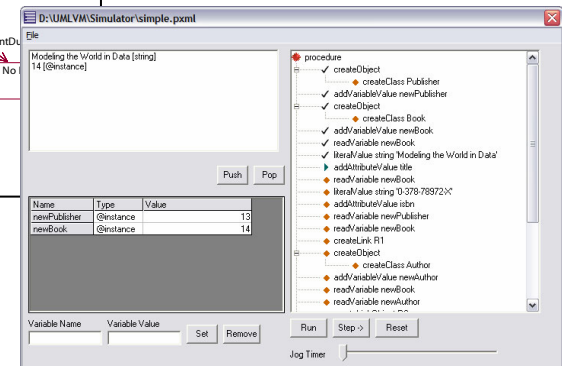 D:\UMLVM\Simulator\simple.pxml
File
ntDu
No
Modeling the World in Data [string]
14 [@instance]
Push Pop
Name Type Value
newPublisher @instance 13
newBook @instance 14
Variable Name Variable Value
Set Remove
procedure
createObject
createClass Publisher
addVariableValue newPublisher
createObject
createClass Book
addVariableValue newBook
readVariable newBook
literalValue string 'Modeling the World in Data'
addAttributeValue title
readVariable newBook
literalValue string '0-378-78972-X'
addAttributeValue isbn
readVariable newPublisher
readVariable newBook
createLink R1
createObject
createClass Author
addVariableValue newAuthor
readVariable newBook
readVariable newAuthor
Run Step -> Reset
Jog Timer